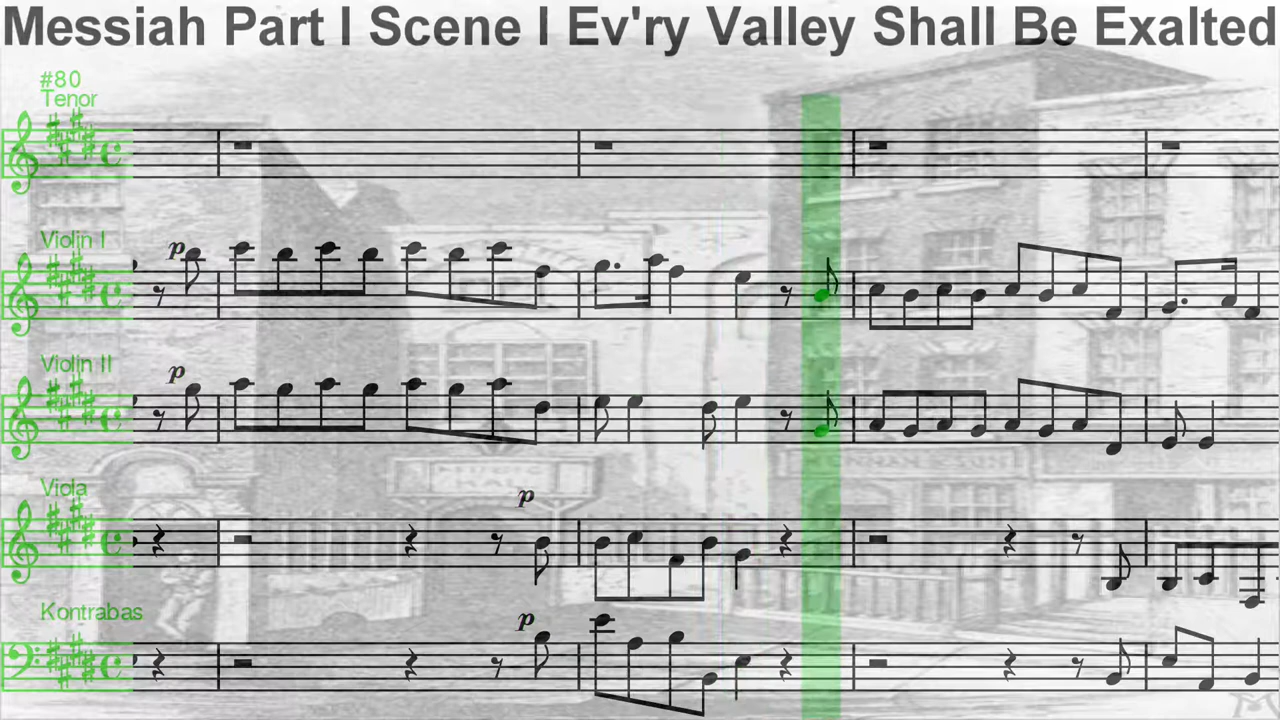 Messiah Part I Scene I Ev'ry Valley Shall Be Exalted
#80
Tenor
p
Violin I
p
Violin II
p
Viola
p
Kontrabas